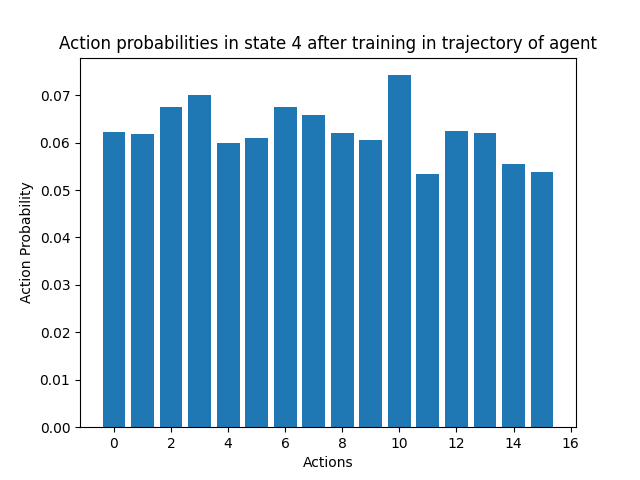 Action probabilities in state 4 after training in trajectory of agent
0.07
0.06
0.05
0.04
0.03
0.02
0.01
0.00
Action Probability
0 2 4 6 8 10 12 14 16
Actions